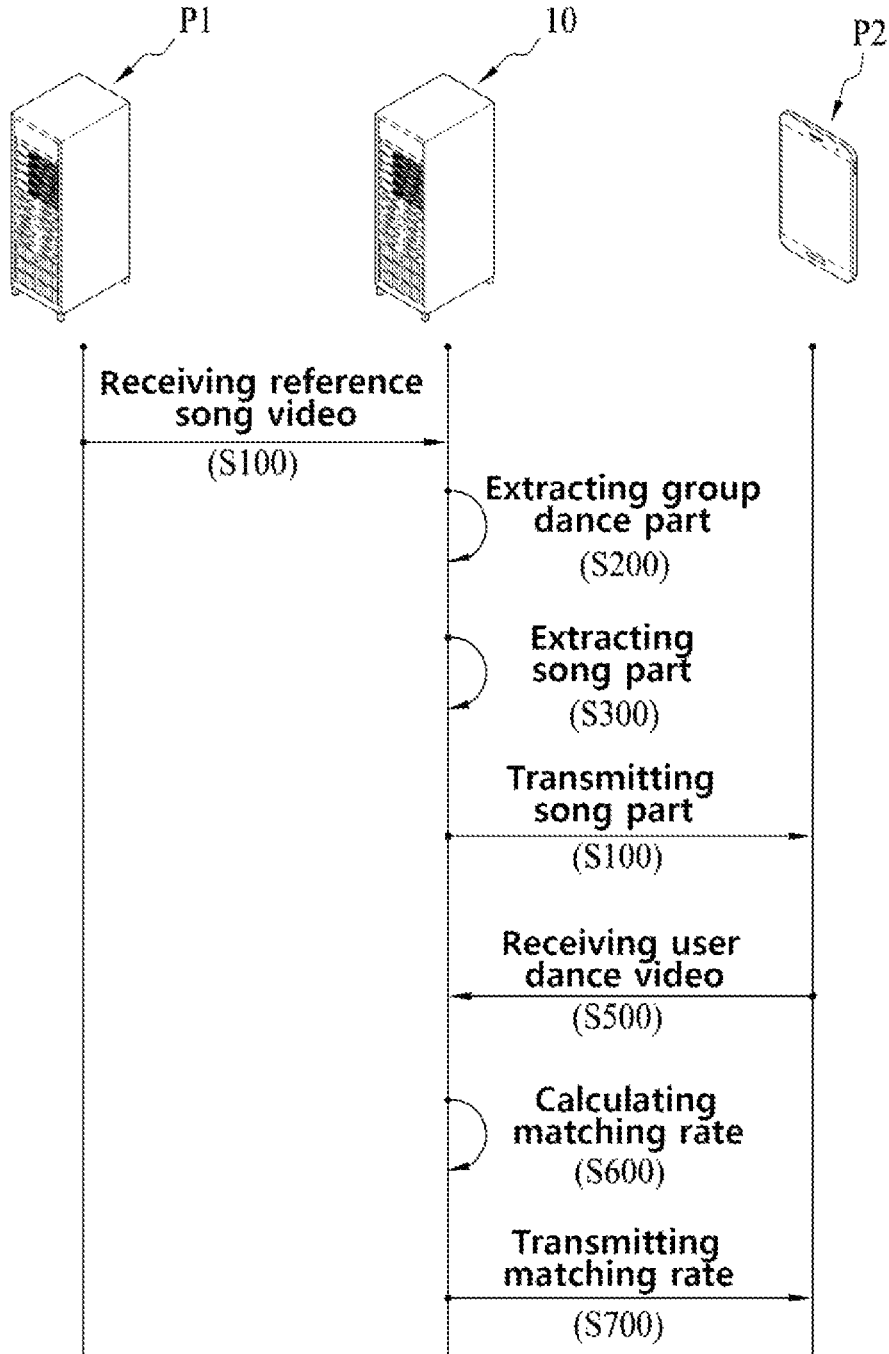 P1
10
P2
Receiving reference
song video
(S100)
Extracting group
dance part
(S200)
Extracting
song part
(S300)
Transmitting
song part
(S100)
Receiving user
dance video
(S500)
Calculating
matching rate
(S600)
Transmitting
matching rate
(S700)